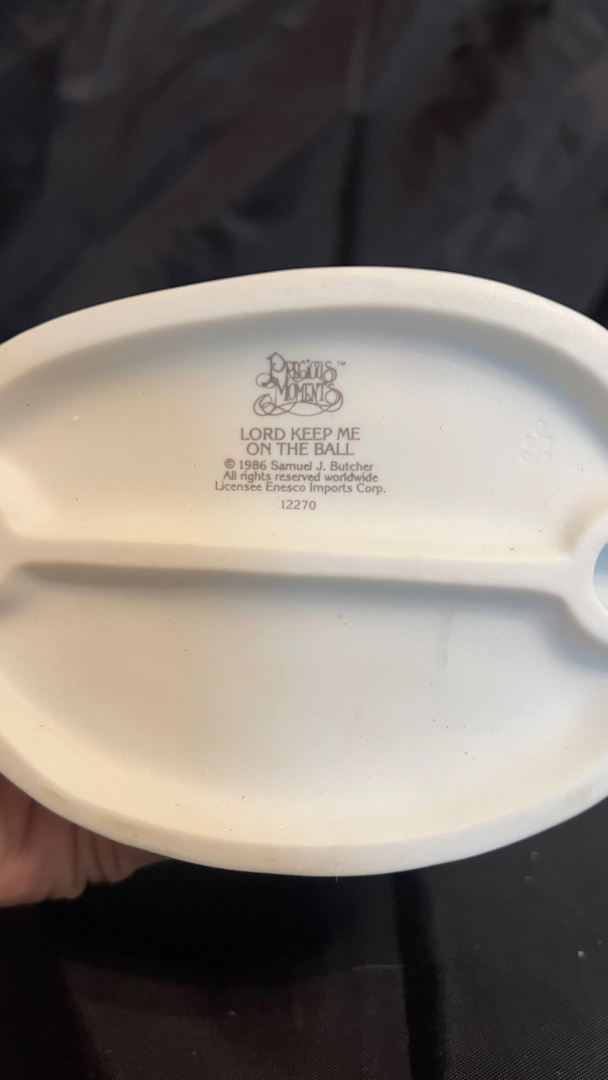 PRECIOUS
MOMENTS™
LORD KEEP ME
ON THE BALL
© 1986 Samuel J. Butcher
All rights reserved worldwide
Licensee Enesco Imports Corp.
12270